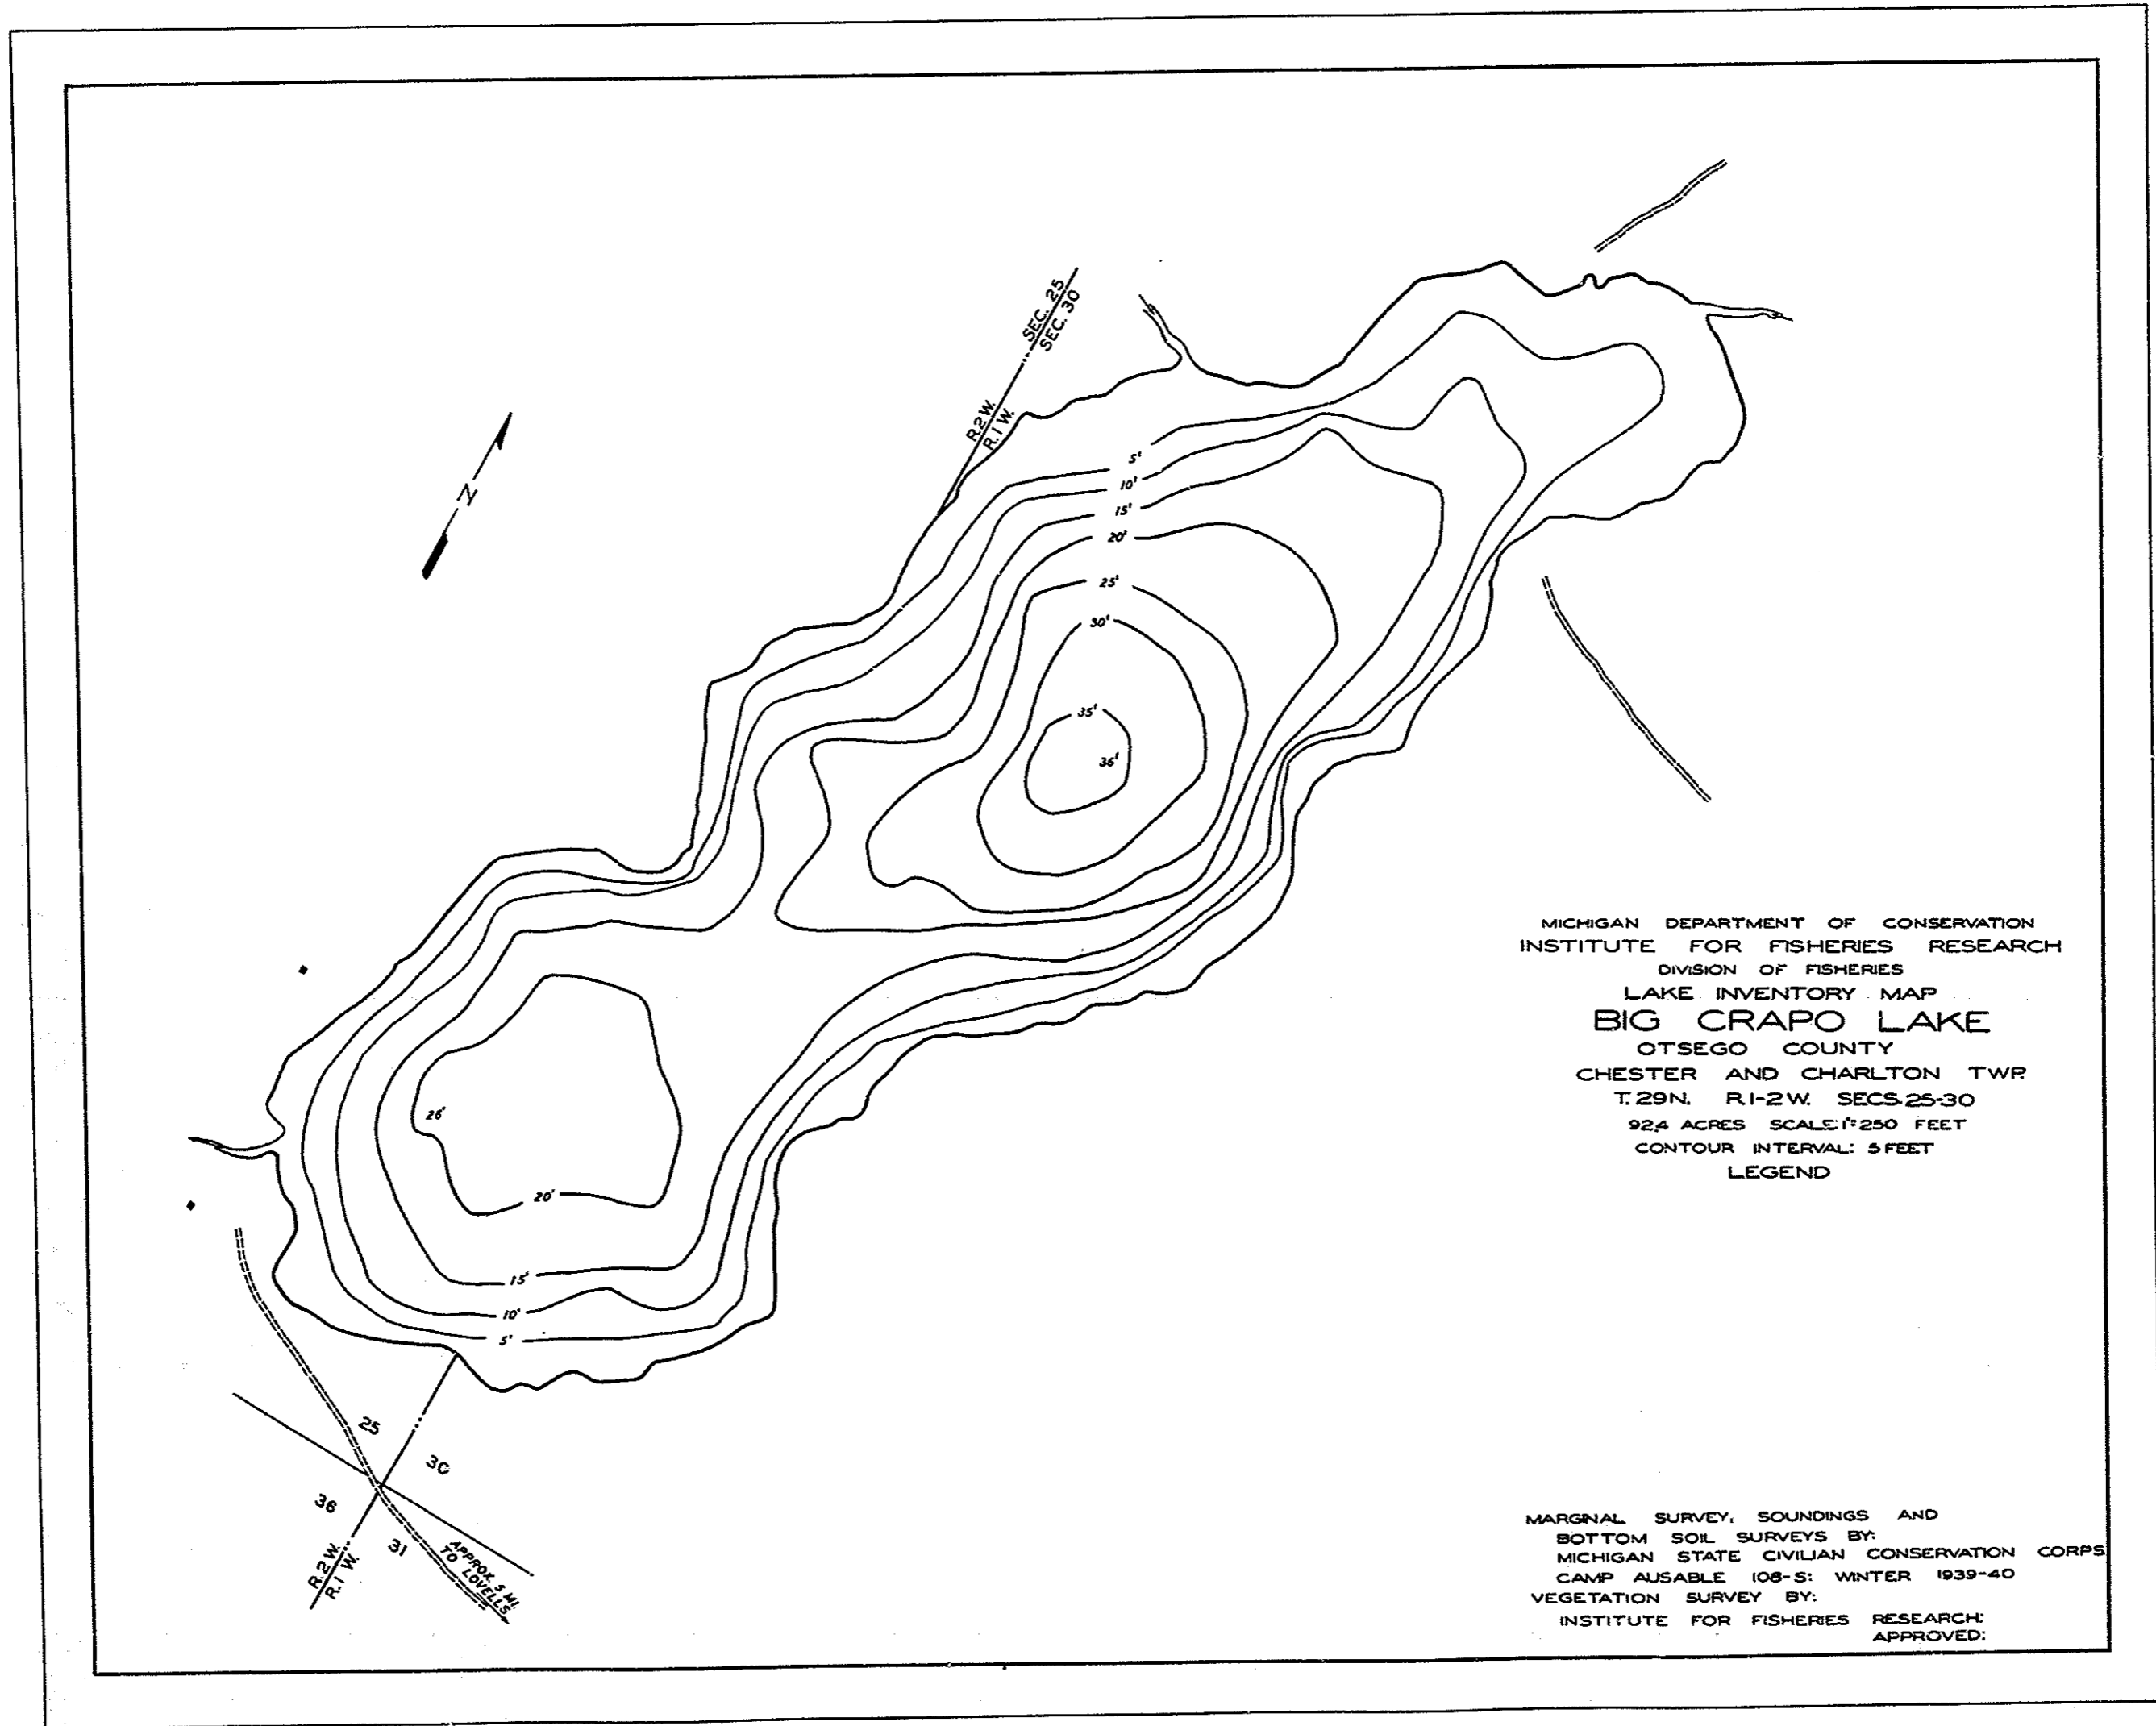 SEC. 25
SEC. 30
R.2W.
R.1W.
N
5'
10'
15'
20'
25'
30'
35'
36'
26'
20'
15'
10'
5'
25
30
36
31
R.2W.
R.1W.
APPROX. 5 MI.
TO LOVELLS
MICHIGAN DEPARTMENT OF CONSERVATION
INSTITUTE FOR FISHERIES RESEARCH
DIVISION OF FISHERIES
LAKE INVENTORY MAP
BIG CRAPO LAKE
OTSEGO COUNTY
CHESTER AND CHARLTON TWP.
T.29N. R1-2W. SECS.25-30
92.4 ACRES SCALE:1"=250 FEET
CONTOUR INTERVAL: 5 FEET
LEGEND
MARGINAL SURVEY, SOUNDINGS AND
BOTTOM SOIL SURVEYS BY:
MICHIGAN STATE CIVILIAN CONSERVATION CORPS
CAMP AUSABLE 108-S: WINTER 1939-40
VEGETATION SURVEY BY:
INSTITUTE FOR FISHERIES RESEARCH:
APPROVED: